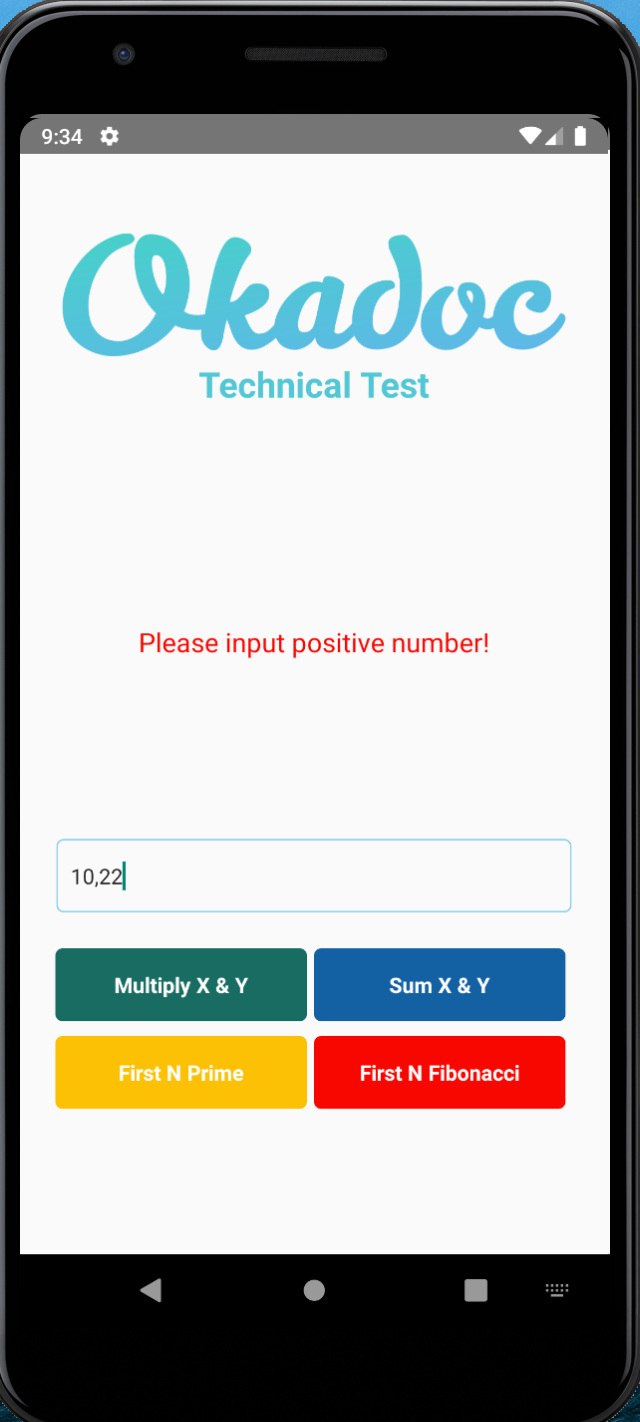 9:34
Okadoc
Technical Test
Please input positive number!
10,22
Multiply X & Y
Sum X & Y
First N Prime
First N Fibonacci